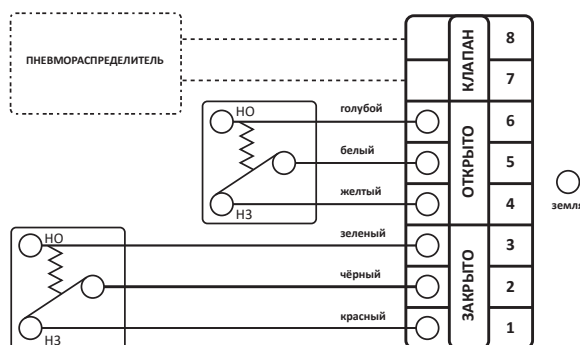 ПНЕВМОРАСПРЕДЕЛИТЕЛЬ
КЛАПАН
8
7
НО
голубой
6
белый
ОТКРЫТО
5
НЗ
желтый
4
земля
НО
зеленый
3
чёрный
ЗАКРЫТО
2
красный
1
НЗ